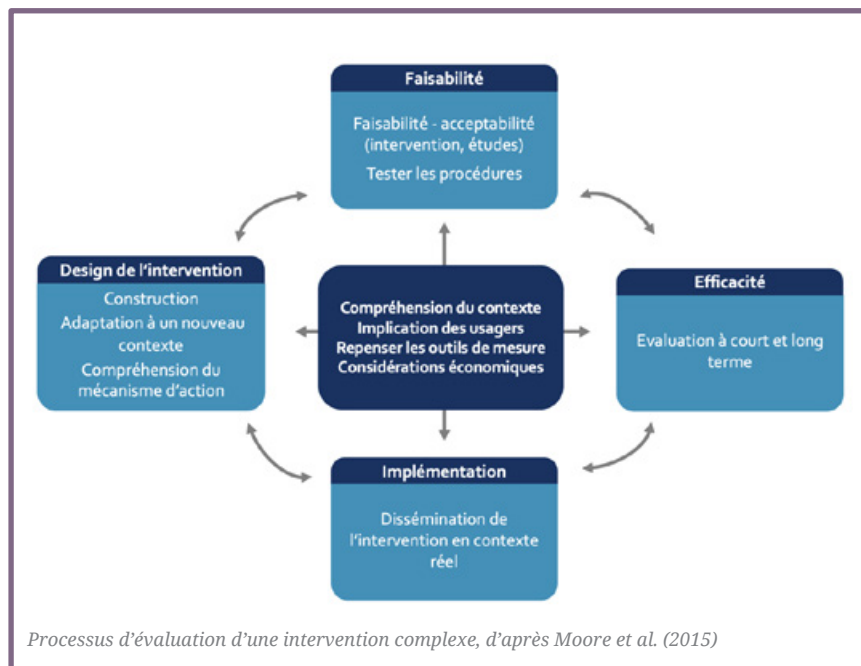 Faisabilité
Faisabilité - acceptabilité
(intervention, études)
Tester les procédures
Design de l'intervention
Construction
Adaptation à un nouveau
contexte
Compréhension du
mécanisme d'action
Compréhension du contexte
Implication des usagers
Repenser les outils de mesure
Considérations économiques
Efficacité
Evaluation à court et long
terme
Implémentation
Dissémination de
l'intervention en contexte
réel
Processus d'évaluation d'une intervention complexe, d'après Moore et al. (2015)